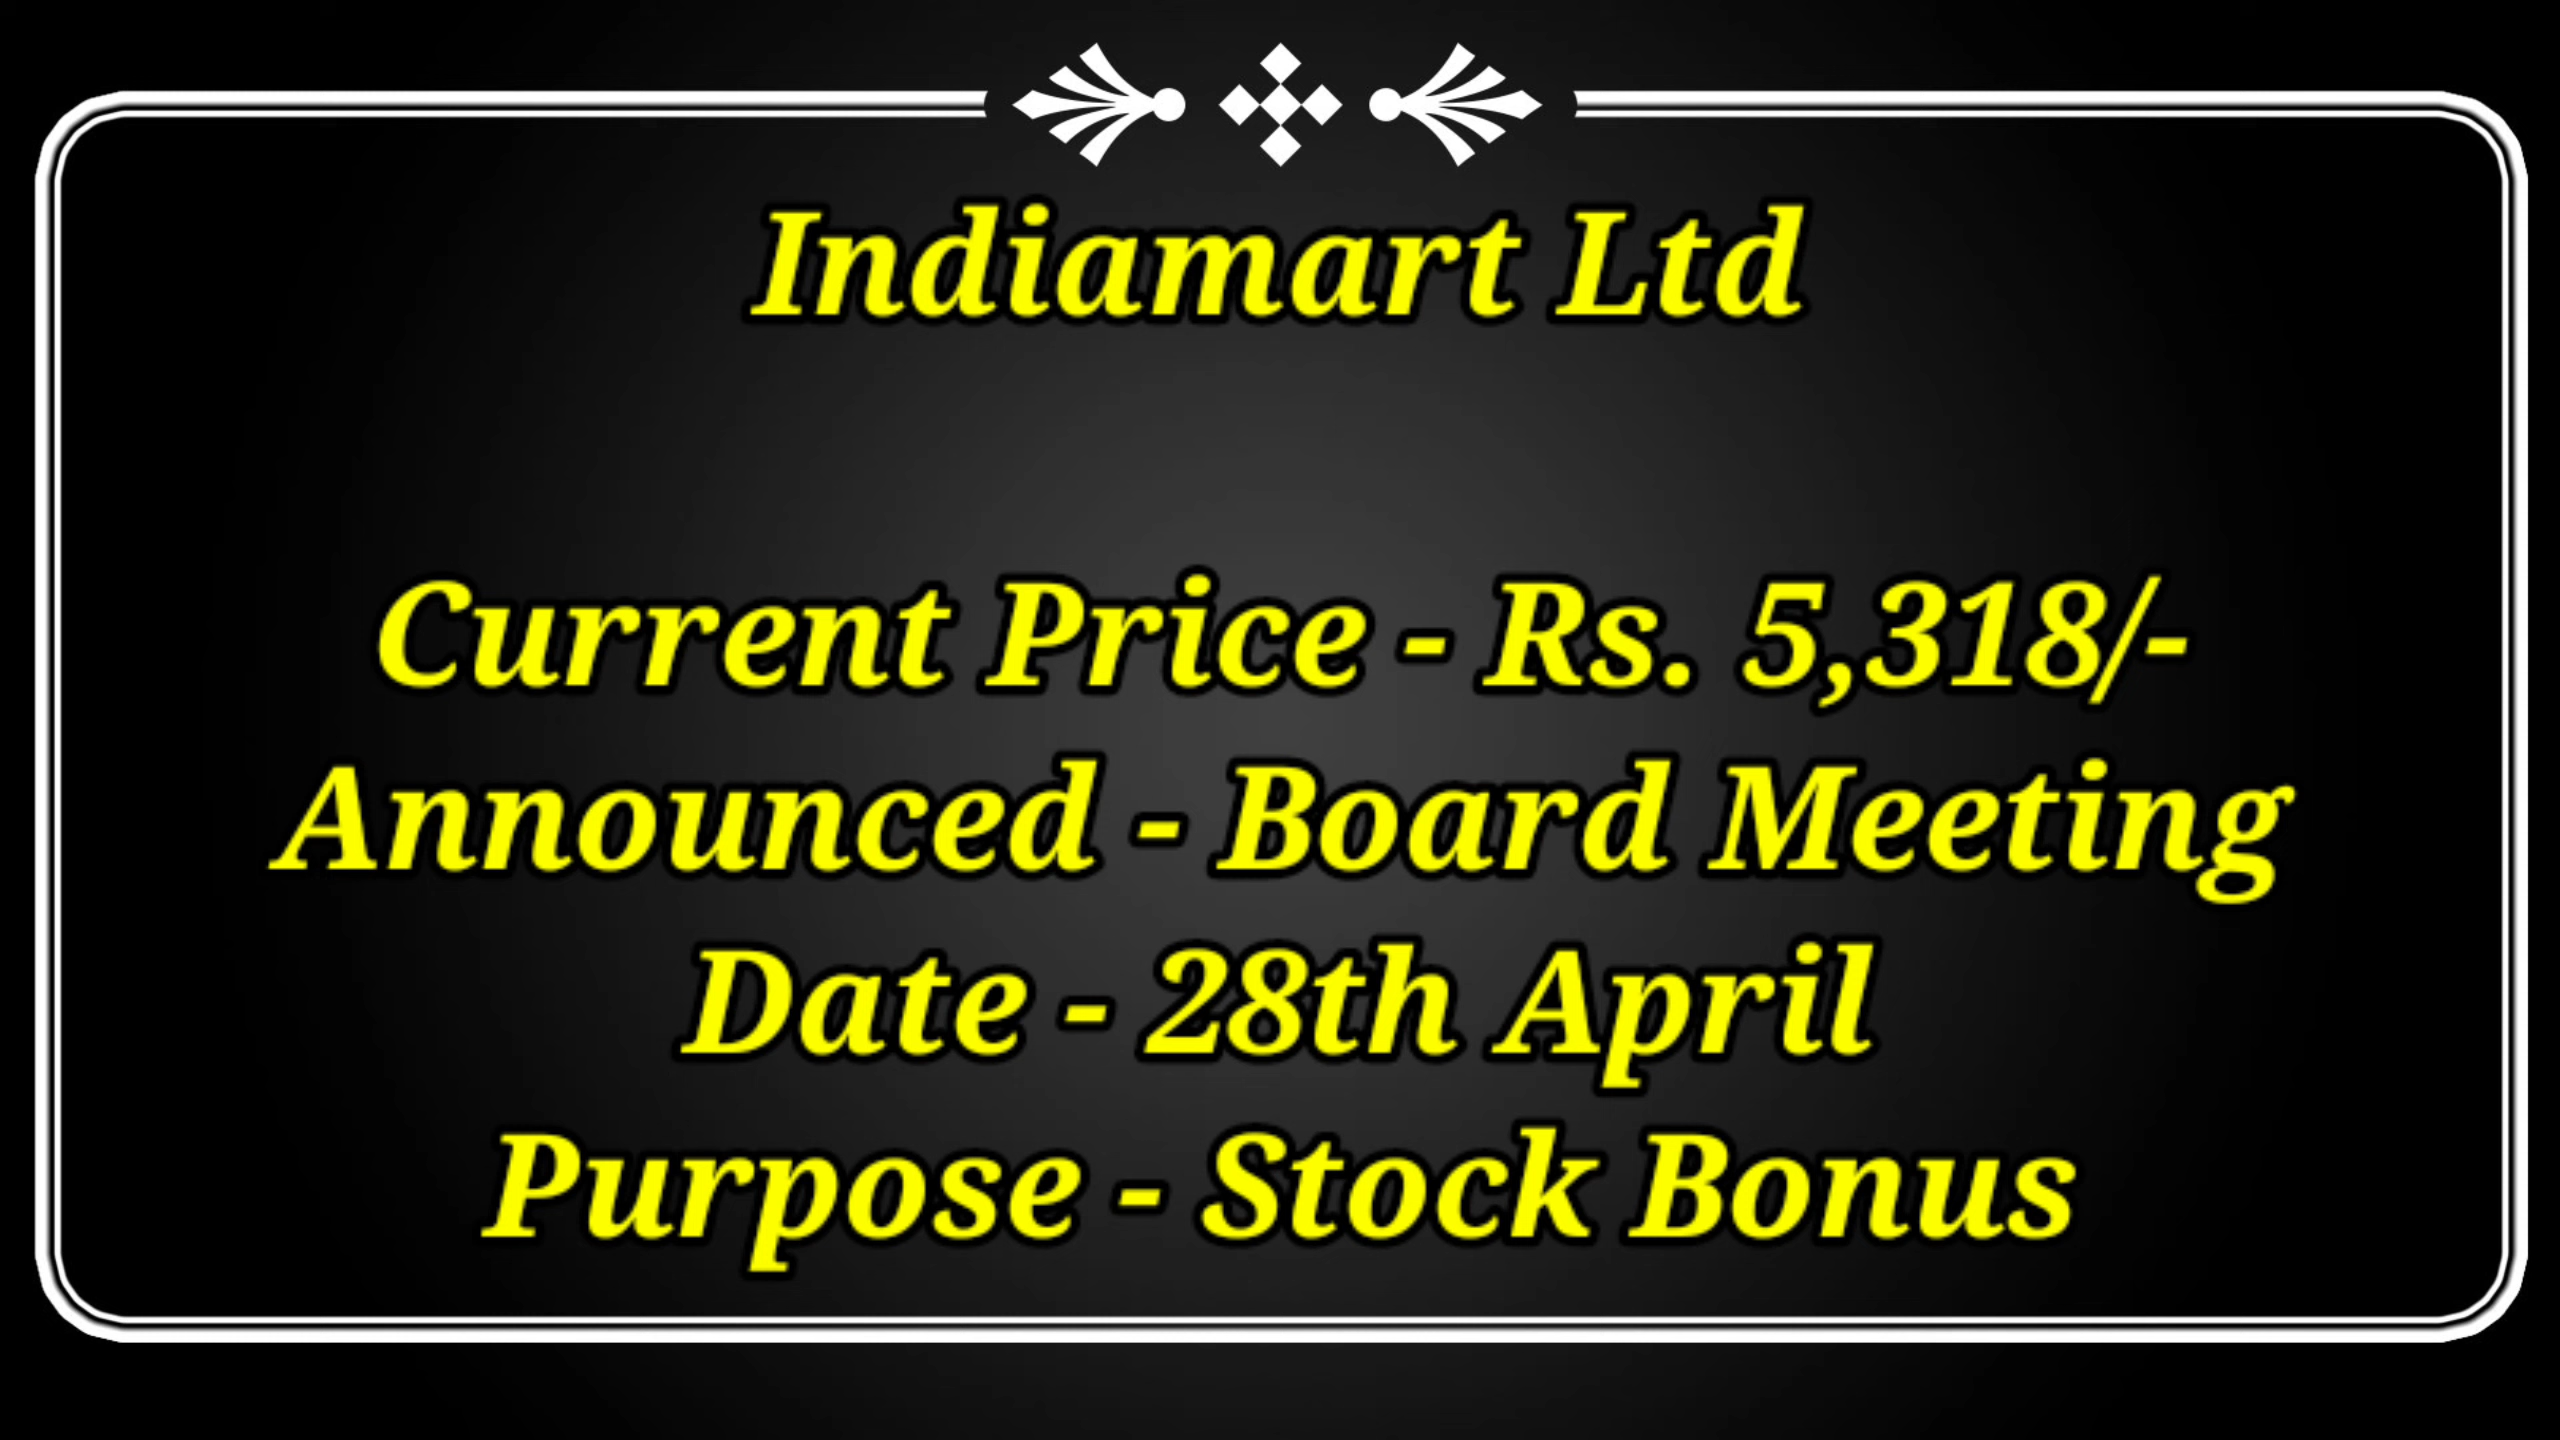 Indiamart Ltd
Current Price - Rs. 5,318/-
Announced - Board Meeting
Date - 28th April
Purpose - Stock Bonus